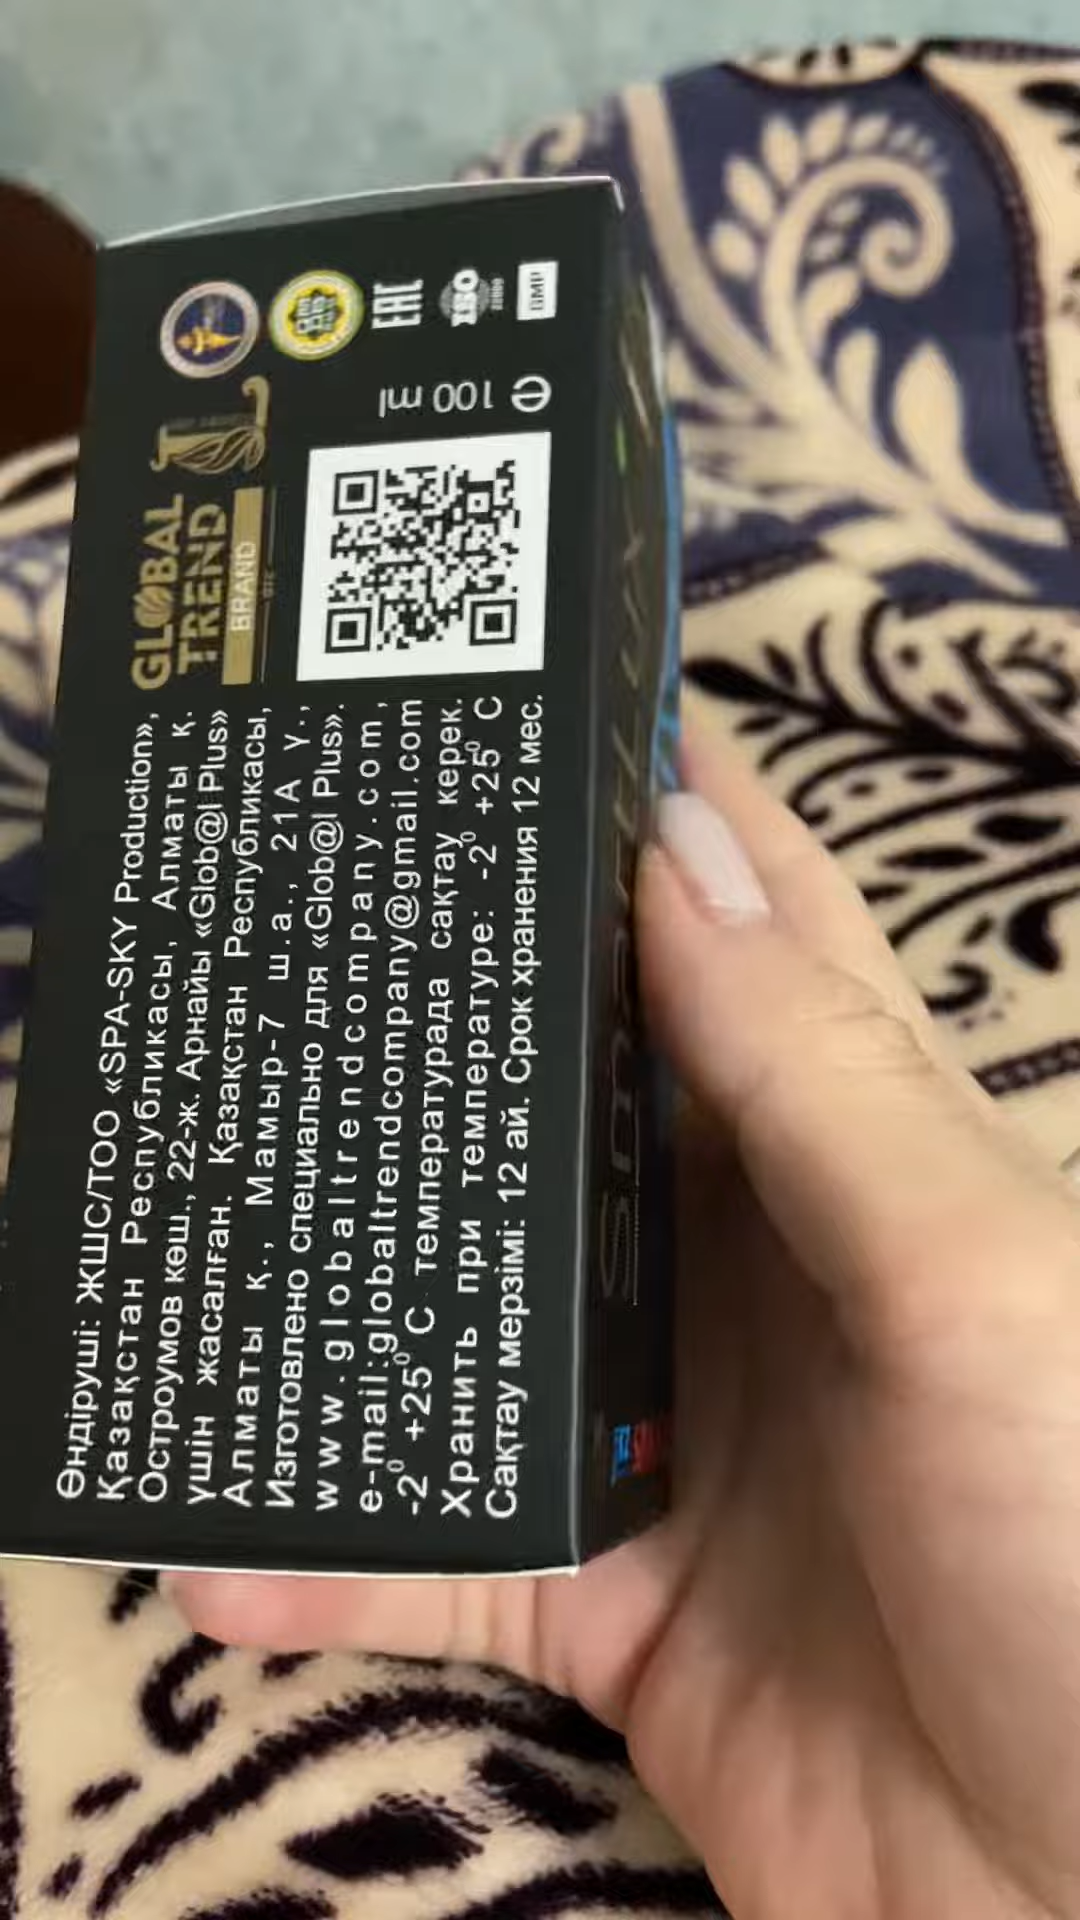 Өндіруші: ЖШС/ТОО «SPA-SKY Production»,
Қазақстан Республикасы, Алматы қ.
Остроумов көш., 22-ж. Арнайы «Glob@l Plus»
үшін жасалған. Қазақстан Республикасы,
Алматы қ., Мамыр-7 ш.а., 21А ү.,
Изготовлено специально для «Glob@l Plus».
www.globaltrendcompany.com,
e-mail:globaltrendcompany@gmail.com
-2⁰ +25⁰ С температурада сақтау керек.
Хранить при температуре: -2⁰ +25⁰ С
Сақтау мерзімі: 12 ай. Срок хранения 12 мес.
GLOBAL
TREND
BRAND
100 ml e
EAC
ISO
GMP